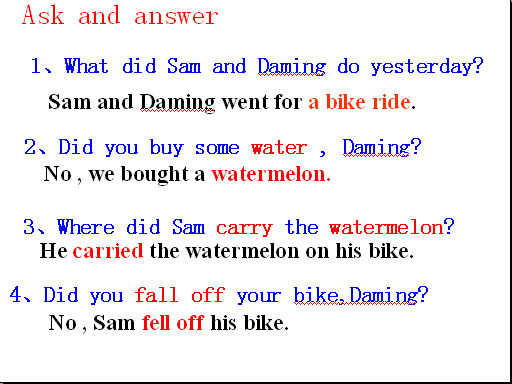 Ask and answer
1、What did Sam and Daming do yesterday?
Sam and Daming went for a bike ride.
2、Did you buy some water , Daming?
No , we bought a watermelon.
3、Where did Sam carry the watermelon?
He carried the watermelon on his bike.
4、Did you fall off your bike,Daming?
No , Sam fell off his bike.